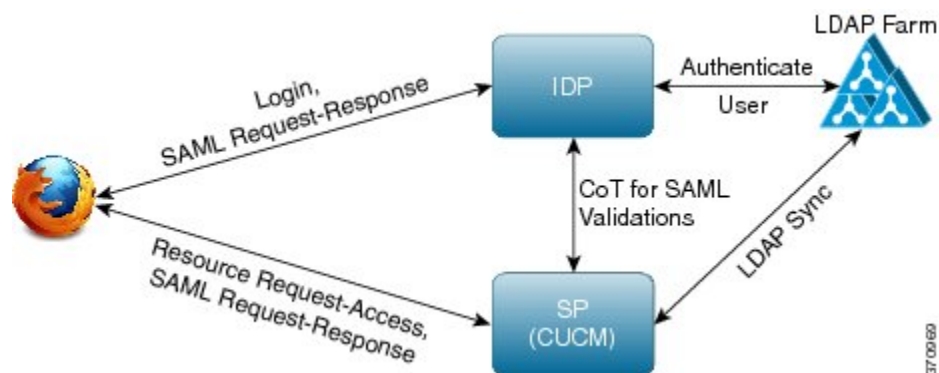 LDAP Farm
IDP
Authenticate
User
Login,
SAML Request-Response
CoT for SAML
Validations
LDAP Sync
Resource Request-Access,
SAML Request-Response
SP
(CUCM)
370969